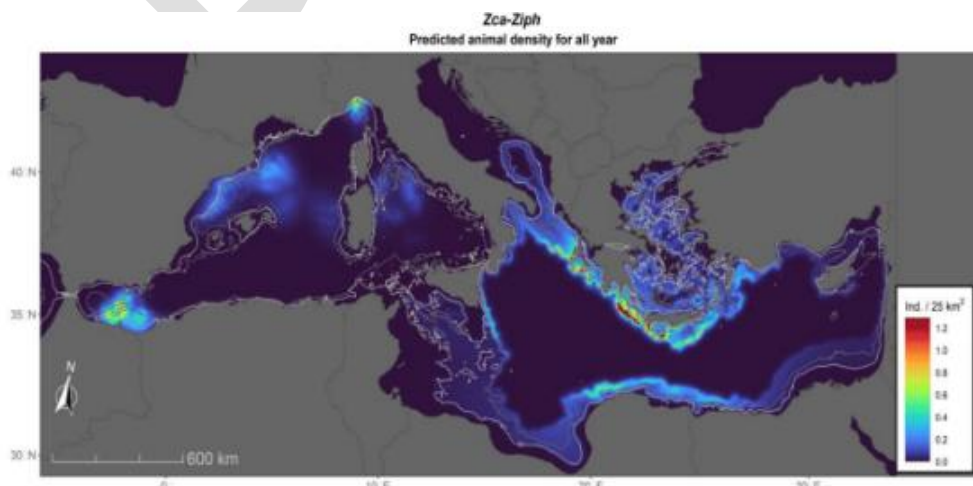 Zca-Ziph
Predicted animal density for all year
40 N
35 N
30 N
N
600 km
Ind. / 25 km²
1.2
1.0
0.8
0.6
0.4
0.2
0.0